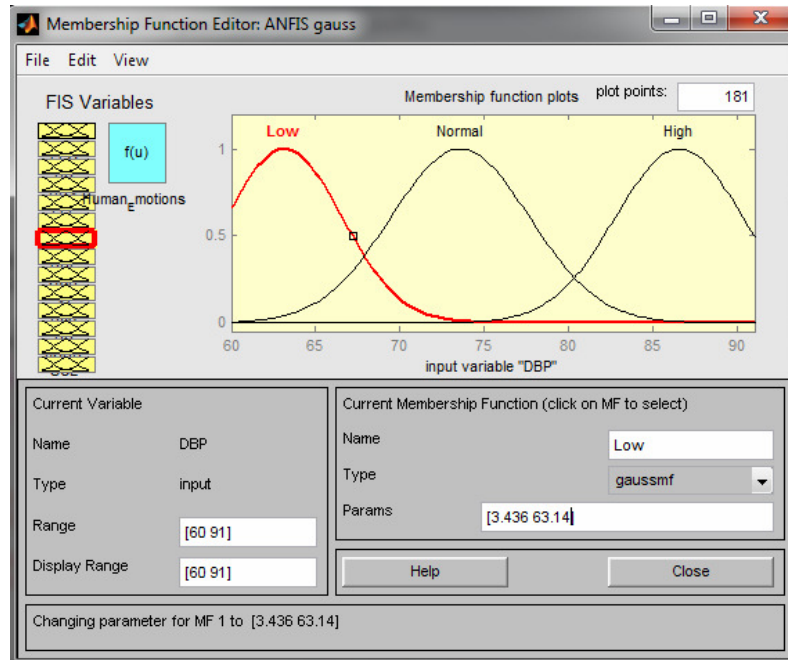 Membership Function Editor: ANFIS gauss
File Edit View
FIS Variables
Membership function plots plot points: 181
f(u)
Human_Emotions
Low Normal High
1
0.5
0
60 65 70 75 80 85 90
input variable "DBP"
Current Variable
Name DBP
Type input
Range [60 91]
Display Range [60 91]
Current Membership Function (click on MF to select)
Name Low
Type gaussmf
Params [3.436 63.14]
Help Close
Changing parameter for MF 1 to [3.436 63.14]